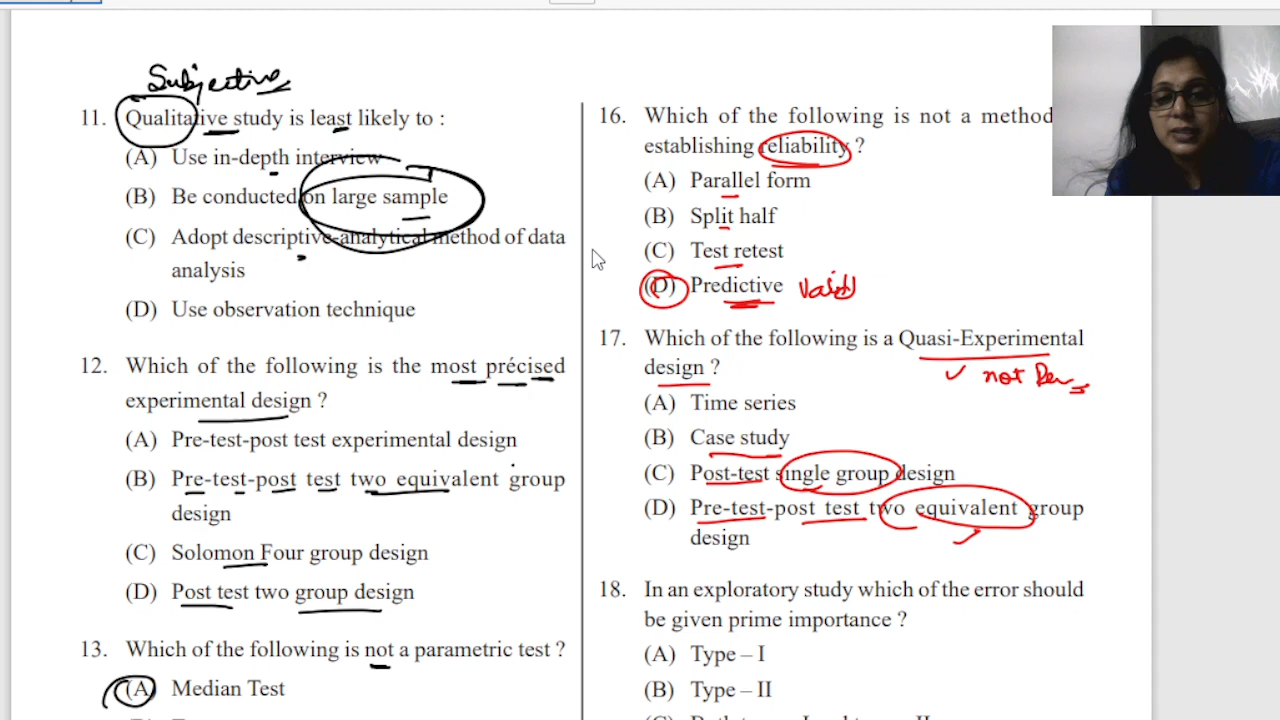 Subjective
11. Qualitative study is least likely to :
(A) Use in-depth interview
(B) Be conducted on large sample
(C) Adopt descriptive-analytical method of data
analysis
(D) Use observation technique
12. Which of the following is the most précised
experimental design ?
(A) Pre-test-post test experimental design
(B) Pre-test-post test two equivalent group
design
(C) Solomon Four group design
(D) Post test two group design
13. Which of the following is not a parametric test ?
(A) Median Test
16. Which of the following is not a method
establishing reliability ?
(A) Parallel form
(B) Split half
(C) Test retest
(D) Predictive
17. Which of the following is a Quasi-Experimental
design ?
not
(A) Time series
(B) Case study
(C) Post-test single group design
(D) Pre-test-post test two equivalent group
design
18. In an exploratory study which of the error should
be given prime importance ?
(A) Type – I
(B) Type – II